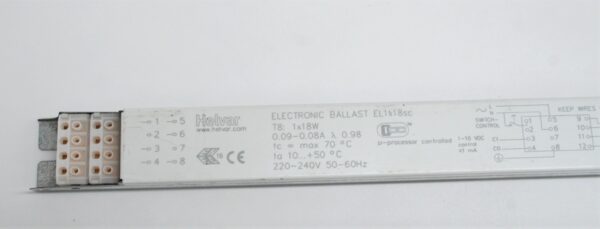 1 5
2 6
3 7
4 8
Helvar
www.helvar.com
ELECTRONIC BALLAST EL1x18sc
T8: 1x18W
0.09-0.08A λ 0.98
tc = max 70 °C
ta 10...+50 °C
220-240V 50-60Hz
CE
μ-processor controlled
L
N
SWITCH-
CONTROL
1-10 VDC
control
C1
KEEP WIRES
1 5
2 6
3 7
4 8
9
10
11
12